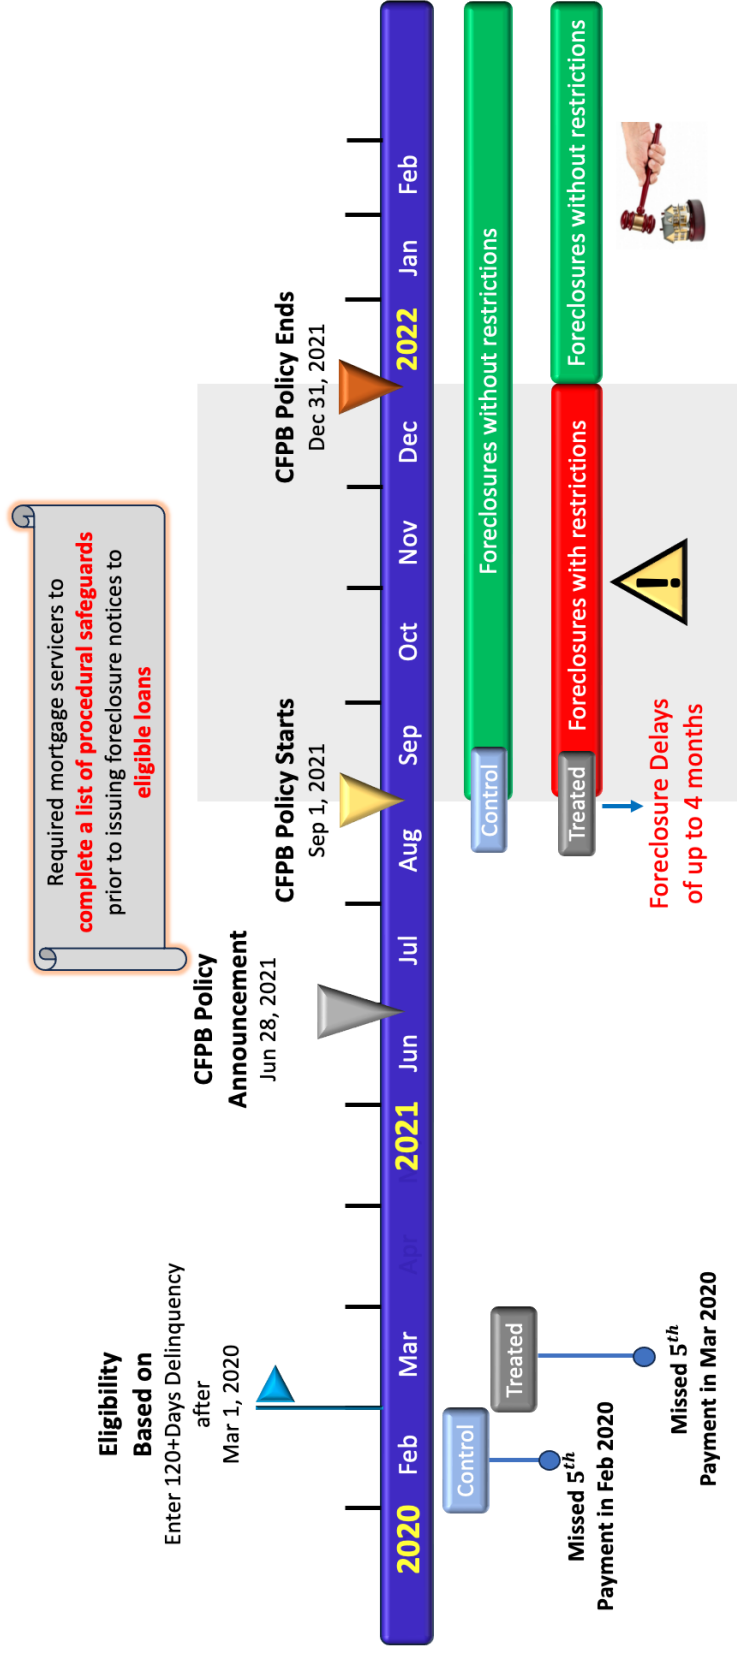 Required mortgage servicers to
complete a list of procedural safeguards
prior to issuing foreclosure notices to
eligible loans
Eligibility
Based on
Enter 120+Days Delinquency
after
Mar 1, 2020
CFPB Policy
Announcement
Jun 28, 2021
CFPB Policy Starts
Sep 1, 2021
CFPB Policy Ends
Dec 31, 2021
2020 Feb Mar Apr 2021 Jun Jul Aug Sep Oct Nov Dec 2022 Jan Feb
Control
Treated
Missed 5th
Payment in Feb 2020
Missed 5th
Payment in Mar 2020
Control
Foreclosures without restrictions
Treated
Foreclosures with restrictions
Foreclosures without restrictions
Foreclosure Delays
of up to 4 months